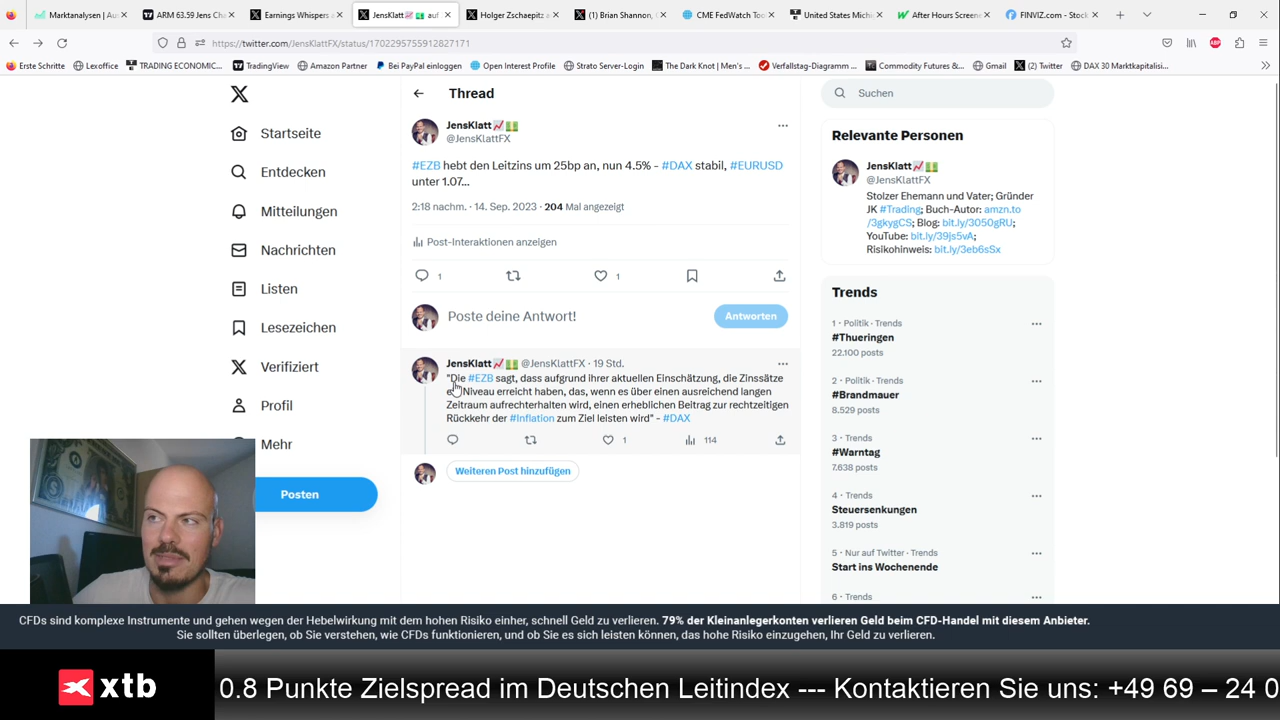 Marktanalysen | Au
ARM 63.59 Jens Cha
Earnings Whispers a
JensKlatt auf
Holger Zschaepitz a
(1) Brian Shannon, C
CME FedWatch Too
United States Michi
After Hours Screene
FINVIZ.com - Stock
https://twitter.com/JensKlattFX/status/1702295755912827171
Erste Schritte
Lexoffice
TRADING ECONOMIC...
TradingView
Amazon Partner
Bei PayPal einloggen
Open Interest Profile
Strato Server-Login
The Dark Knot | Men's ...
Verfallstag-Diagramm ...
Commodity Futures &...
Gmail
(2) Twitter
DAX 30 Marktkapitalisi...
Startseite
Entdecken
Mitteilungen
Nachrichten
Listen
Lesezeichen
Verifiziert
Profil
Mehr
Posten
Thread
JensKlatt
@JensKlattFX
#EZB hebt den Leitzins um 25bp an, nun 4.5% - #DAX stabil, #EURUSD
unter 1.07...
2:18 nachm. · 14. Sep. 2023 · 204 Mal angezeigt
Post-Interaktionen anzeigen
1
1
Poste deine Antwort!
Antworten
JensKlatt @JensKlattFX · 19 Std.
"Die #EZB sagt, dass aufgrund ihrer aktuellen Einschätzung, die Zinssätze
Niveau erreicht haben, das, wenn es über einen ausreichend langen
Zeitraum aufrechterhalten wird, einen erheblichen Beitrag zur rechtzeitigen
Rückkehr der #Inflation zum Ziel leisten wird" - #DAX
1
114
Weiteren Post hinzufügen
Suchen
Relevante Personen
JensKlatt
@JensKlattFX
Stolzer Ehemann und Vater; Gründer
JK #Trading; Buch-Autor: amzn.to
/3gkygCS; Blog: bit.ly/3050gRU;
YouTube: bit.ly/39js5vA;
Risikohinweis: bit.ly/3eb6sSx
Trends
1 · Politik · Trends
#Thueringen
22.100 posts
2 · Politik · Trends
#Brandmauer
8.529 posts
3 · Trends
#Warntag
7.638 posts
4 · Trends
Steuersenkungen
3.819 posts
5 · Nur auf Twitter · Trends
Start ins Wochenende
6 · Trends
CFDs sind komplexe Instrumente und gehen wegen der Hebelwirkung mit dem hohen Risiko einher, schnell Geld zu verlieren. 79% der Kleinanlegerkonten verlieren Geld beim CFD-Handel mit diesem Anbieter.
Sie sollten überlegen, ob Sie verstehen, wie CFDs funktionieren, und ob Sie es sich leisten können, das hohe Risiko einzugehen, Ihr Geld zu verlieren.
xtb
0.8 Punkte Zielspread im Deutschen Leitindex --- Kontaktieren Sie uns: +49 69 – 24 0